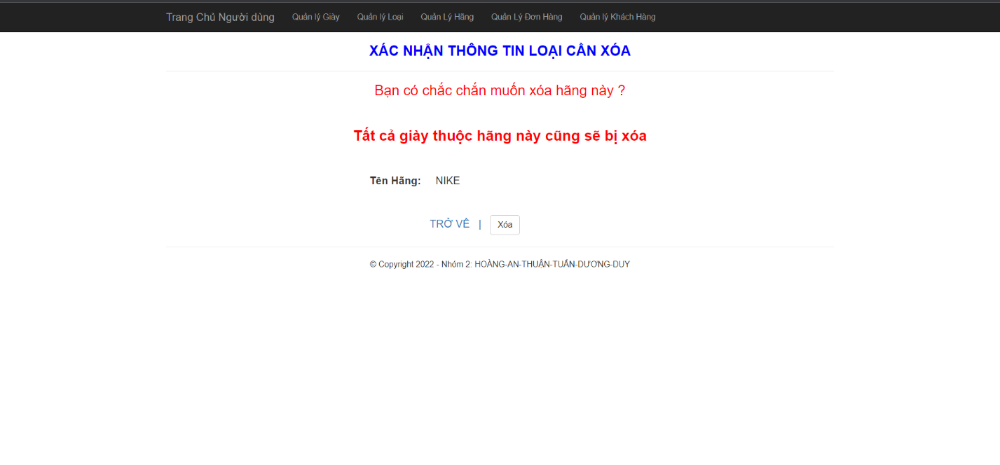 Trang Chủ Người dùng Quản lý Giày Quản lý Loại Quản Lý Hãng Quản Lý Đơn Hàng Quản lý Khách Hàng
XÁC NHẬN THÔNG TIN LOẠI CẦN XÓA
Bạn có chắc chắn muốn xóa hãng này ?
Tất cả giày thuộc hãng này cũng sẽ bị xóa
Tên Hãng: NIKE
TRỞ VỀ | Xóa
© Copyright 2022 - Nhóm 2: HOÀNG-AN-THUẬN-TUẤN-DƯƠNG-DUY